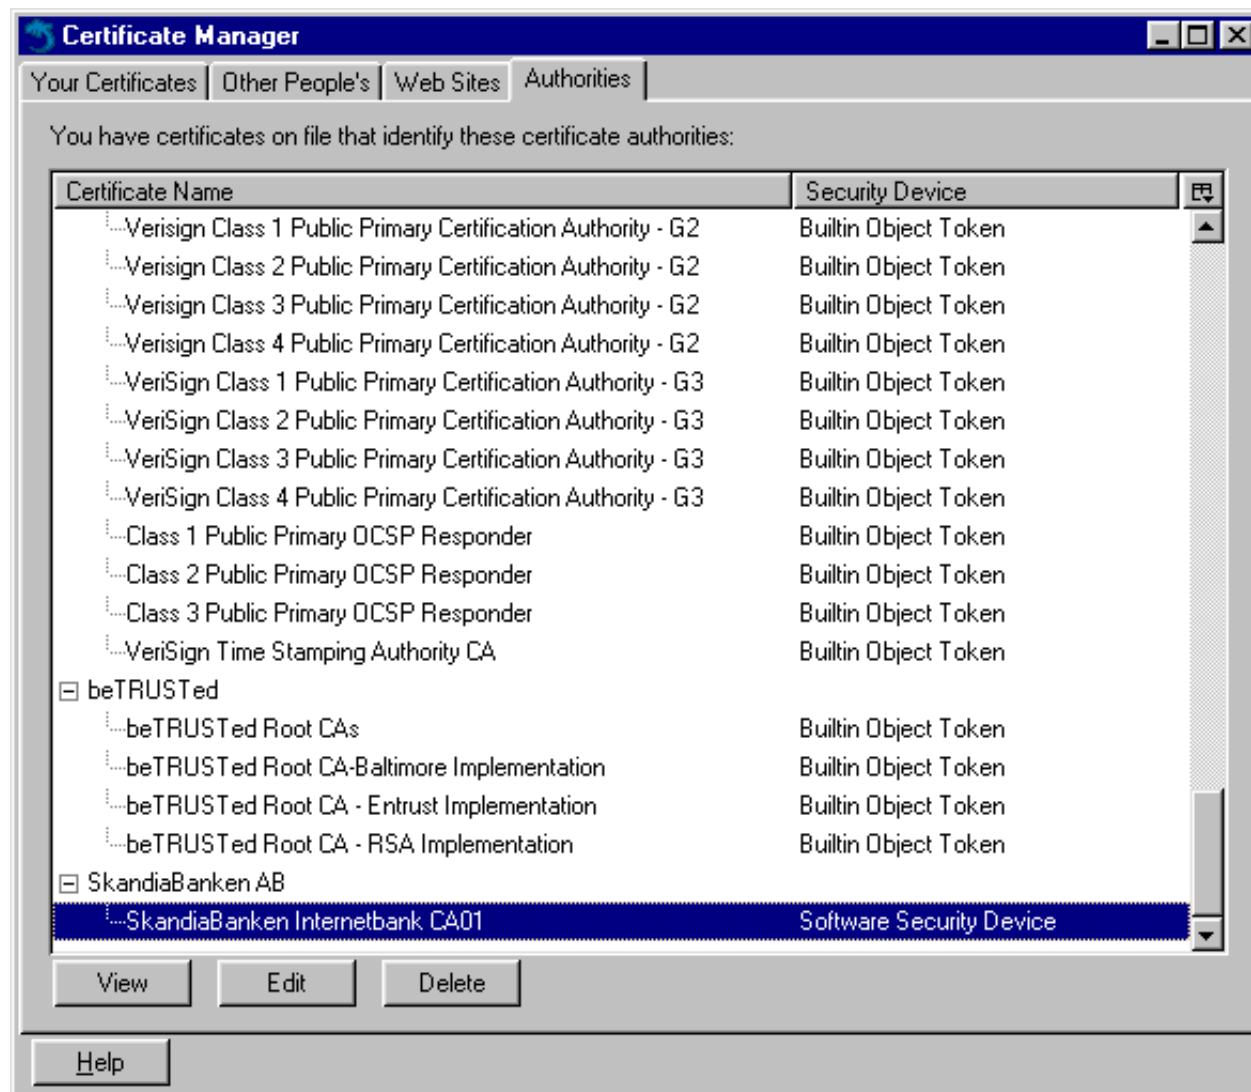 Certificate Manager
Your Certificates Other People's Web Sites Authorities
You have certificates on file that identify these certificate authorities:
Certificate Name Security Device
Verisign Class 1 Public Primary Certification Authority - G2 Builtin Object Token
Verisign Class 2 Public Primary Certification Authority - G2 Builtin Object Token
Verisign Class 3 Public Primary Certification Authority - G2 Builtin Object Token
Verisign Class 4 Public Primary Certification Authority - G2 Builtin Object Token
VeriSign Class 1 Public Primary Certification Authority - G3 Builtin Object Token
VeriSign Class 2 Public Primary Certification Authority - G3 Builtin Object Token
VeriSign Class 3 Public Primary Certification Authority - G3 Builtin Object Token
VeriSign Class 4 Public Primary Certification Authority - G3 Builtin Object Token
Class 1 Public Primary OCSP Responder Builtin Object Token
Class 2 Public Primary OCSP Responder Builtin Object Token
Class 3 Public Primary OCSP Responder Builtin Object Token
VeriSign Time Stamping Authority CA Builtin Object Token
beTRUSTed
beTRUSTed Root CAs Builtin Object Token
beTRUSTed Root CA-Baltimore Implementation Builtin Object Token
beTRUSTed Root CA - Entrust Implementation Builtin Object Token
beTRUSTed Root CA - RSA Implementation Builtin Object Token
SkandiaBanken AB
SkandiaBanken Internetbank CA01 Software Security Device
View Edit Delete
Help